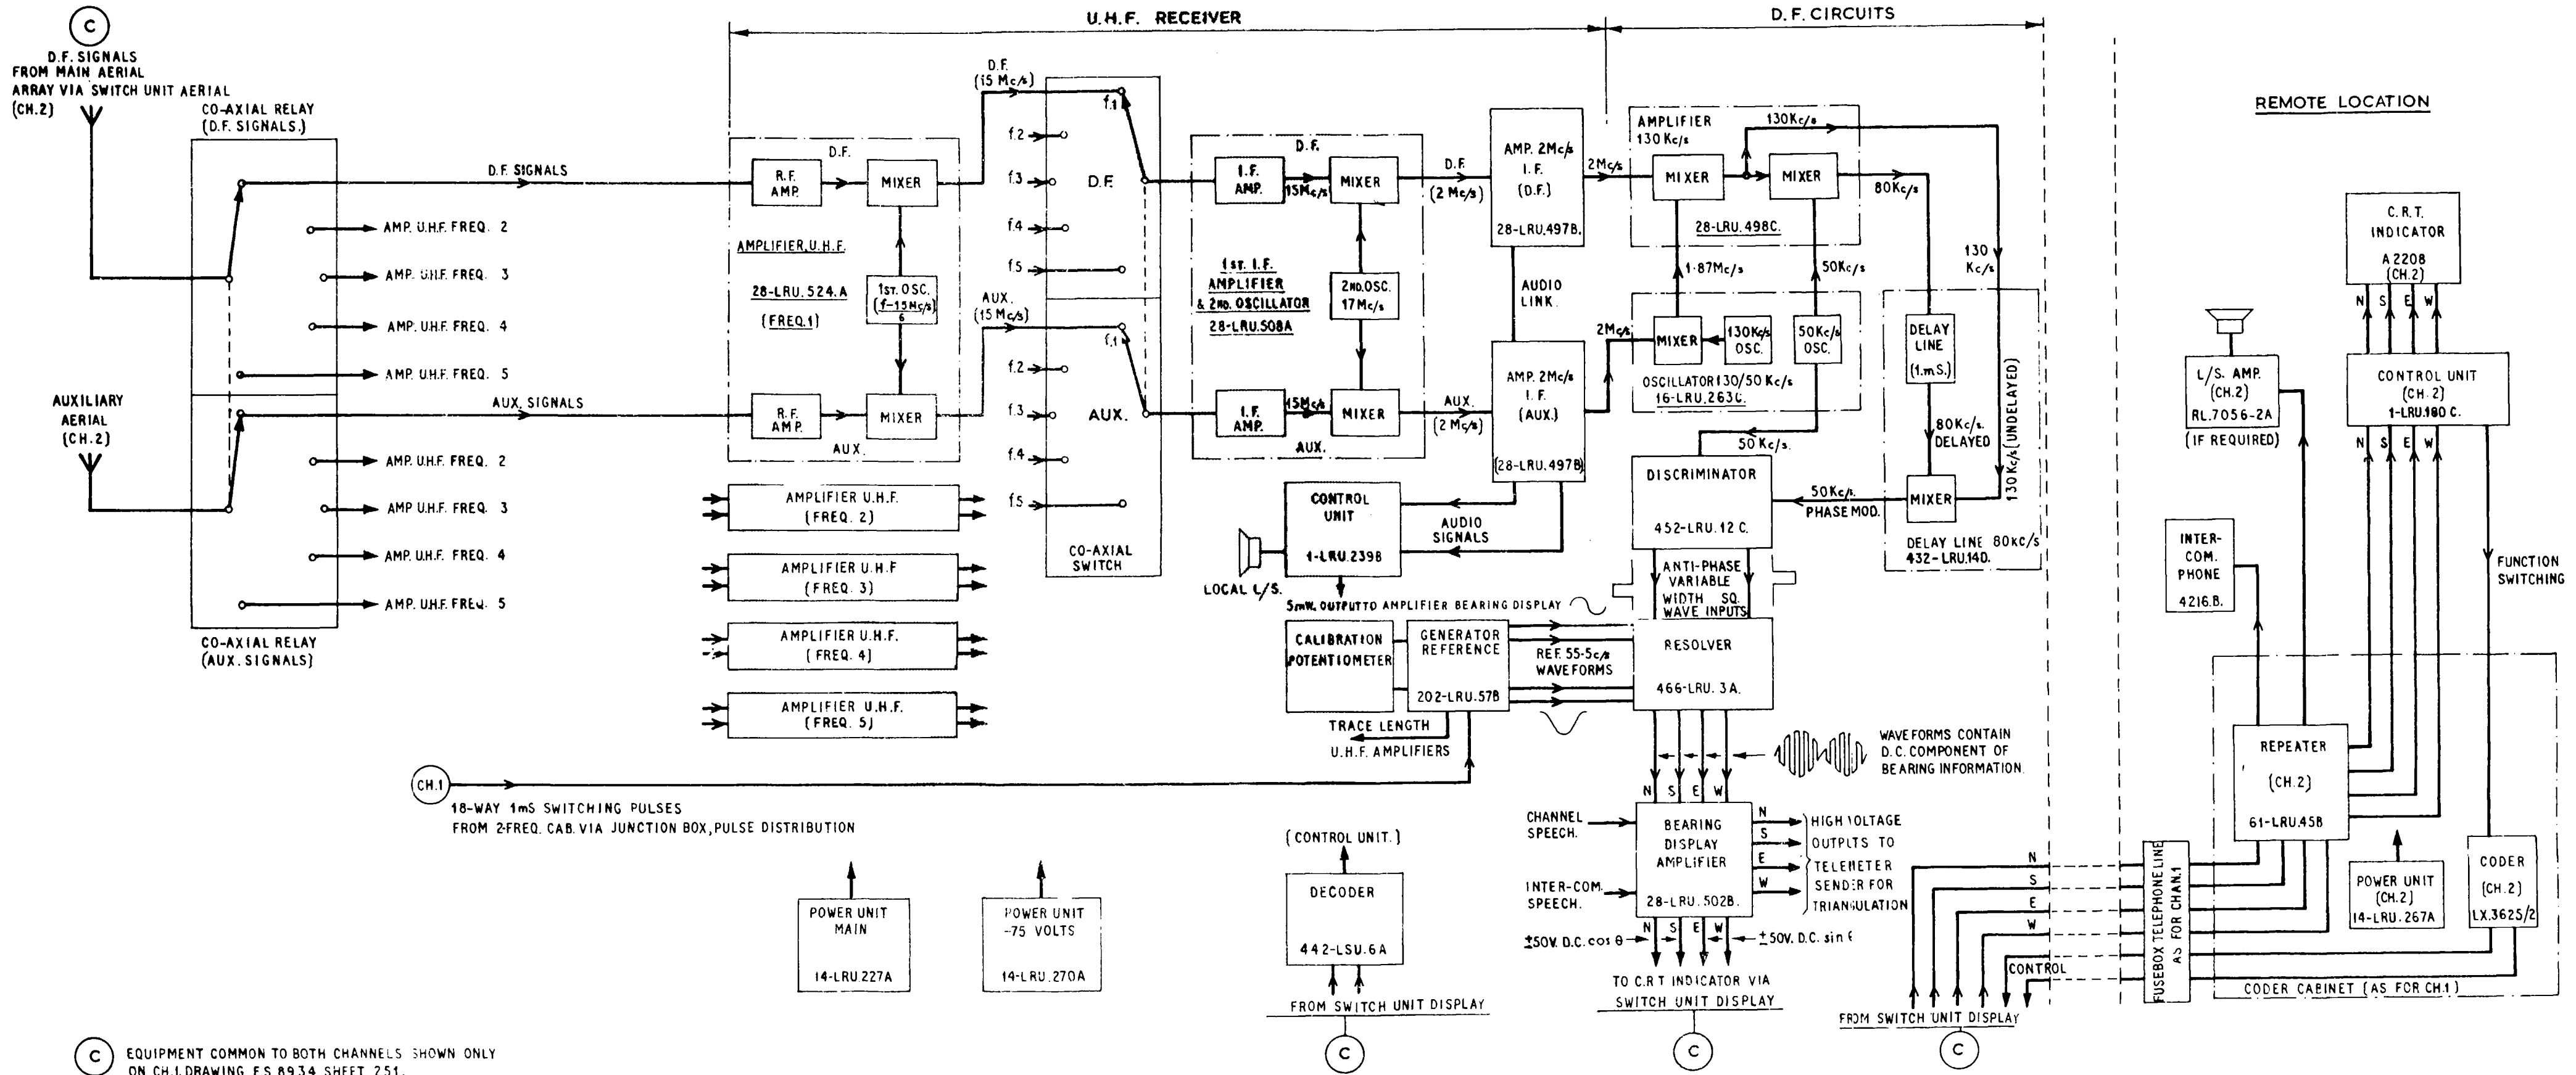 U.H.F. RECEIVER
D.F. CIRCUITS
REMOTE LOCATION
C
D.F. SIGNALS
FROM MAIN AERIAL
ARRAY VIA SWITCH UNIT AERIAL
(CH.2)
CO-AXIAL RELAY
(D.F. SIGNALS.)
D.F. SIGNALS
AMP. U.H.F. FREQ. 2
AMP. U.H.F. FREQ. 3
AMP. U.H.F. FREQ. 4
AMP. U.H.F. FREQ. 5
AUXILIARY
AERIAL
(CH.2)
AUX. SIGNALS
AMP. U.H.F. FREQ. 2
AMP U.H.F. FREQ. 3
AMP. U.H.F. FREQ. 4
AMP. U.H.F. FREQ. 5
CO-AXIAL RELAY
(AUX. SIGNALS)
D.F.
R.F.
AMP.
MIXER
AMPLIFIER, U.H.F.
28-LRU. 524.A
(FREQ.1)
1ST. OSC.
(f-15Mc/s)
6
R.F.
AMP.
MIXER
AUX.
AMPLIFIER U.H.F.
(FREQ. 2)
AMPLIFIER U.H.F
(FREQ. 3)
AMPLIFIER U.H.F.
(FREQ. 4)
AMPLIFIER U.H.F.
(FREQ. 5)
D.F.
(15 Mc/s)
f.1
f.2
f.3
D.F.
f.4
f.5
AUX.
(15 Mc/s)
f.1
f.2
f.3
AUX.
f.4
f.5
CO-AXIAL
SWITCH
D.F.
I.F.
AMP.
15Mc/s
MIXER
1ST. I.F.
AMPLIFIER
& 2ND. OSCILLATOR
28-LRU.508A
2ND.OSC.
17Mc/s
I.F.
AMP.
15Mc/s
MIXER
AUX.
D.F.
(2 Mc/s)
AUX.
(2 Mc/s)
AMP. 2Mc/s
I.F.
(D.F.)
28-LRU.497B.
AUDIO
LINK.
AMP. 2Mc/s
I.F.
(AUX.)
(28-LRU.497B)
2Mc/s
2Mc/s
AMPLIFIER
130Kc/s
130Kc/s
MIXER
MIXER
28-LRU.498C.
80Kc/s
130
Kc/s
1·87Mc/s
50Kc/s
MIXER
130Kc/s
OSC.
50Kc/s
OSC.
OSCILLATOR 130/50 Kc/s
16-LRU.263C.
50 Kc/s.
DELAY
LINE
(1.mS.)
80Kc/s.
DELAYED
130Kc/s (UNDELAYED)
MIXER
DELAY LINE 80Kc/s
432-LRU.14D.
50Kc/s.
PHASE MOD.
DISCRIMINATOR
452-LRU.12 C.
ANTI-PHASE
VARIABLE
WIDTH SQ.
WAVE INPUTS
CONTROL
UNIT
1-LRU.239B
AUDIO
SIGNALS
LOCAL L/S.
5mW. OUTPUT TO AMPLIFIER BEARING DISPLAY
CALIBRATION
POTENTIOMETER
GENERATOR
REFERENCE
202-LRU.57B
REF. 55·5c/s
WAVEFORMS
RESOLVER
466-LRU. 3A.
TRACE LENGTH
U.H.F. AMPLIFIERS
WAVEFORMS CONTAIN
D.C. COMPONENT OF
BEARING INFORMATION.
CH.1
18-WAY 1mS SWITCHING PULSES
FROM 2-FREQ. CAB. VIA JUNCTION BOX, PULSE DISTRIBUTION
N S E W
CHANNEL
SPEECH.
INTER-COM.
SPEECH.
BEARING
DISPLAY
AMPLIFIER
28-LRU. 502B.
N
S
E
W
HIGH VOLTAGE
OUTPUTS TO
TELEMETER
SENDER FOR
TRIANGULATION
N S E W
±50V. D.C. cos θ
±50V. D.C. sin
TO C.R.T INDICATOR VIA
SWITCH UNIT DISPLAY
C
POWER UNIT
MAIN
14-LRU.227A
POWER UNIT
-75 VOLTS
14-LRU.270A
(CONTROL UNIT.)
DECODER
442-LSU.6A
FROM SWITCH UNIT DISPLAY
C
N
S
E
W
CONTROL
FROM SWITCH UNIT DISPLAY
C
FUSEBOX TELEPHONE LINE
AS FOR CHAN.1
C.R.T.
INDICATOR
A 2208
(CH.2)
N S E W
CONTROL UNIT
(CH.2)
1-LRU.180 C.
N S E W
L/S. AMP.
(CH.2)
RL.7056-2A
(IF REQUIRED)
INTER-
COM.
PHONE
4216.B.
FUNCTION
SWITCHING
REPEATER
(CH.2)
61-LRU.45B
POWER UNIT
(CH.2)
14-LRU.267A
CODER
(CH.2)
LX.3625/2
CODER CABINET (AS FOR CH.1)
C
EQUIPMENT COMMON TO BOTH CHANNELS SHOWN ONLY
ON CH.1. DRAWING F.S 8934 SHEET 251.